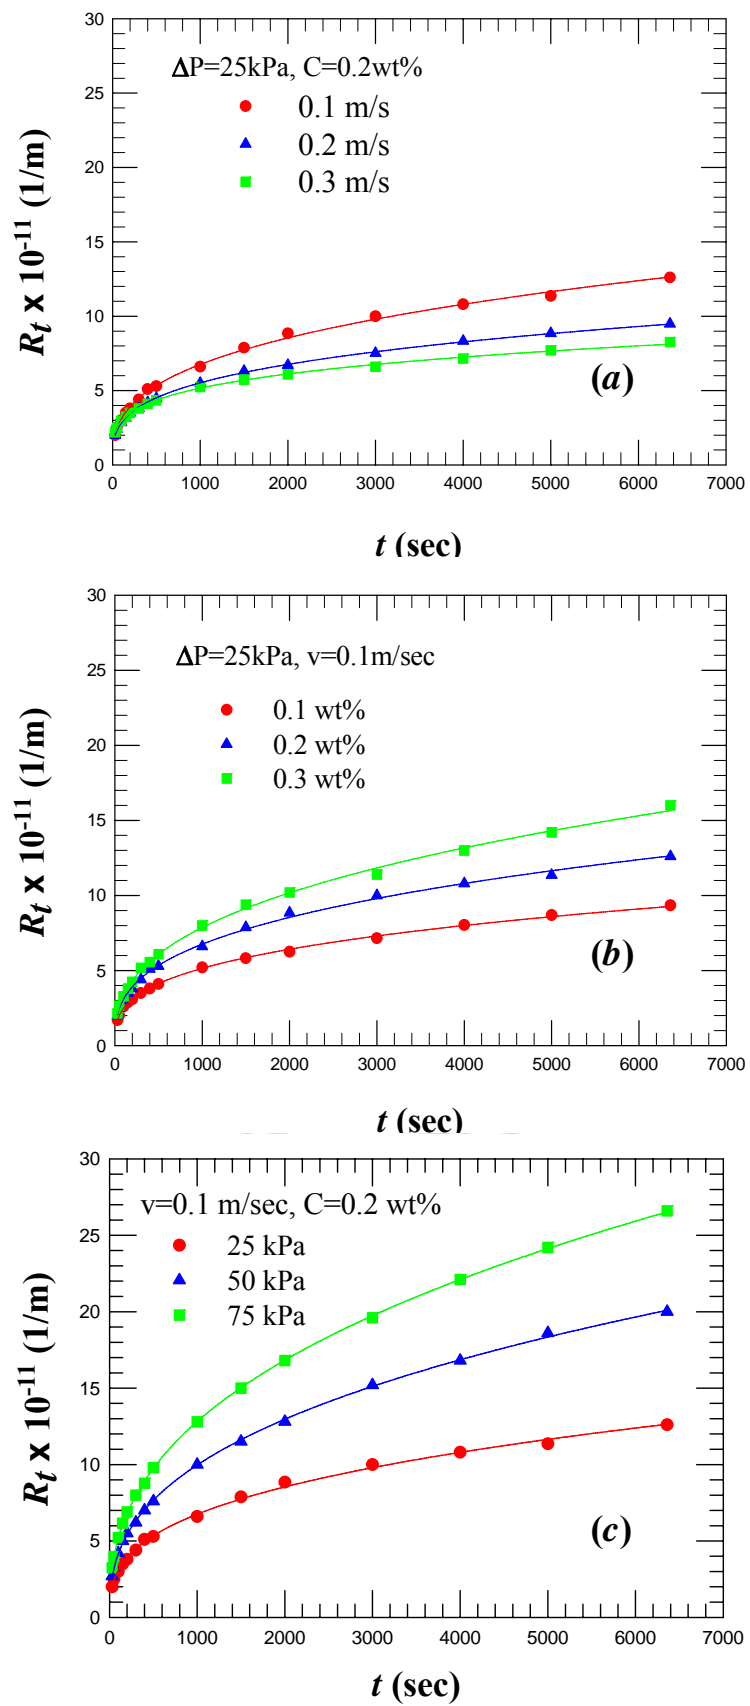 30
25
20
15
10
5
0
R_t x 10^-11 (1/m)
ΔP=25kPa, C=0.2wt%
0.1 m/s
0.2 m/s
0.3 m/s
(a)
0 1000 2000 3000 4000 5000 6000 7000
t (sec)
30
25
20
15
10
5
0
R_t x 10^-11 (1/m)
ΔP=25kPa, v=0.1m/sec
0.1 wt%
0.2 wt%
0.3 wt%
(b)
0 1000 2000 3000 4000 5000 6000 7000
t (sec)
30
25
20
15
10
5
0
R_t x 10^-11 (1/m)
v=0.1 m/sec, C=0.2 wt%
25 kPa
50 kPa
75 kPa
(c)
0 1000 2000 3000 4000 5000 6000 7000
t (sec)